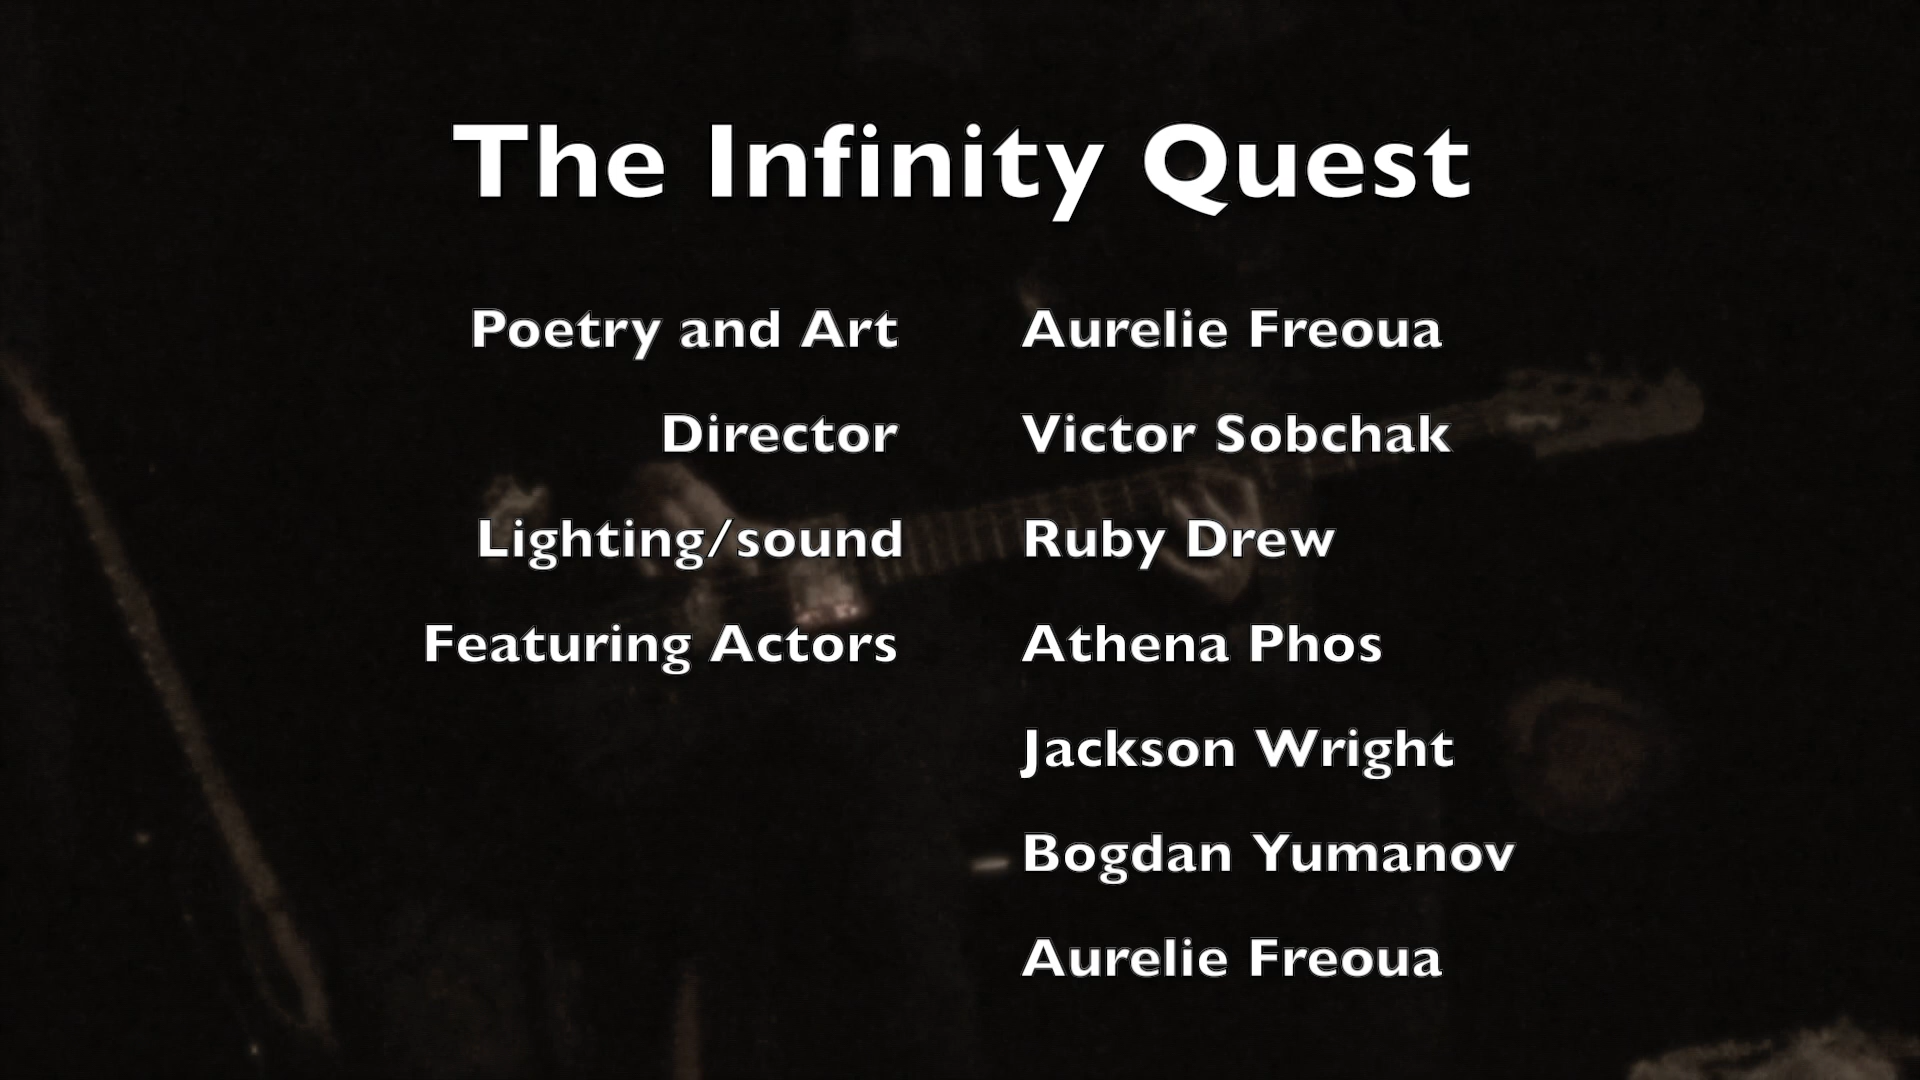 The Infinity Quest
Poetry and Art Aurelie Freoua
Director Victor Sobchak
Lighting/sound Ruby Drew
Featuring Actors Athena Phos
Jackson Wright
Bogdan Yumanov
Aurelie Freoua